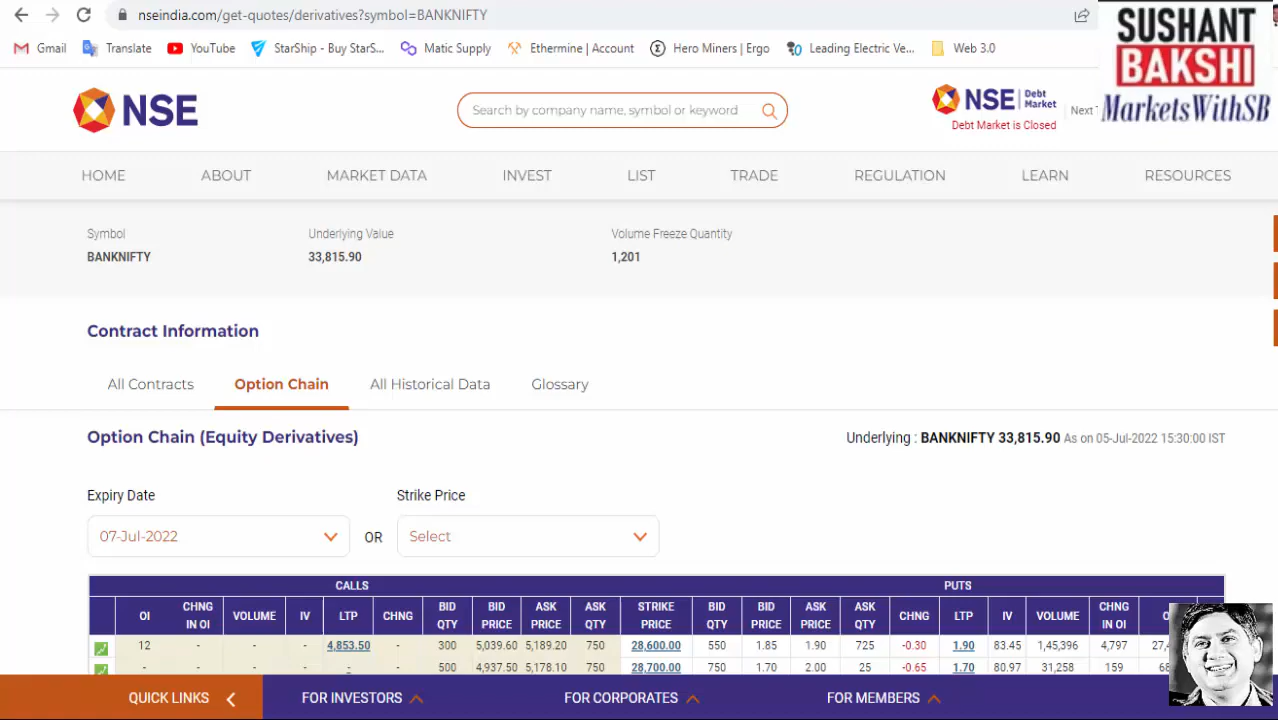 nseindia.com/get-quotes/derivatives?symbol=BANKNIFTY
Gmail Translate YouTube StarShip - Buy StarS... Matic Supply Ethermine | Account Hero Miners | Ergo Leading Electric Ve... Web 3.0
SUSHANT
BAKSHI
MarketsWithSB
NSE
Search by company name, symbol or keyword
NSE Debt Market
Debt Market is Closed
Next
HOME ABOUT MARKET DATA INVEST LIST TRADE REGULATION LEARN RESOURCES
Symbol Underlying Value Volume Freeze Quantity
BANKNIFTY 33,815.90 1,201
Contract Information
All Contracts Option Chain All Historical Data Glossary
Option Chain (Equity Derivatives)
Underlying : BANKNIFTY 33,815.90 As on 05-Jul-2022 15:30:00 IST
Expiry Date Strike Price
07-Jul-2022 OR Select
CALLS PUTS
OI CHNG IN OI VOLUME IV LTP CHNG BID QTY BID PRICE ASK PRICE ASK QTY STRIKE PRICE BID QTY BID PRICE ASK PRICE ASK QTY CHNG LTP IV VOLUME CHNG IN OI
12 - - - 4,853.50 - 300 5,039.60 5,189.20 750 28,600.00 550 1.85 1.90 725 -0.30 1.90 83.45 1,45,396 4,797
- - - - - - 500 4,937.50 5,178.10 750 28,700.00 750 1.70 2.00 25 -0.65 1.70 80.97 31,258 159
QUICK LINKS FOR INVESTORS FOR CORPORATES FOR MEMBERS